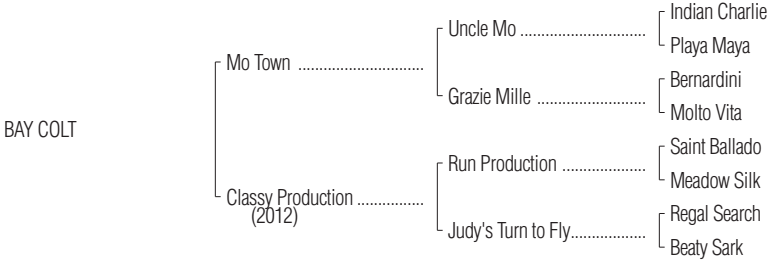 Indian Charlie
Uncle Mo ..............................
Playa Maya
Mo Town ..............................
Bernardini
Grazie Mille ..........................
Molto Vita
BAY COLT
Saint Ballado
Run Production ....................
Meadow Silk
Classy Production ................
(2012)
Regal Search
Judy's Turn to Fly..................
Beaty Sark